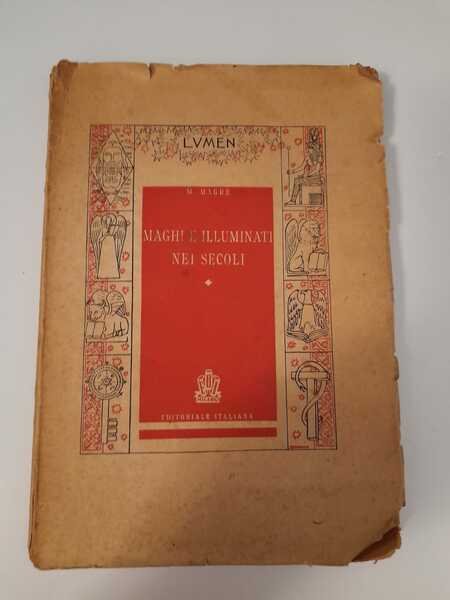 LVMEN
M. MAGRE
MAGHI E ILLUMINATI
NEI SECOLI
EDITORIALE ITALIANA